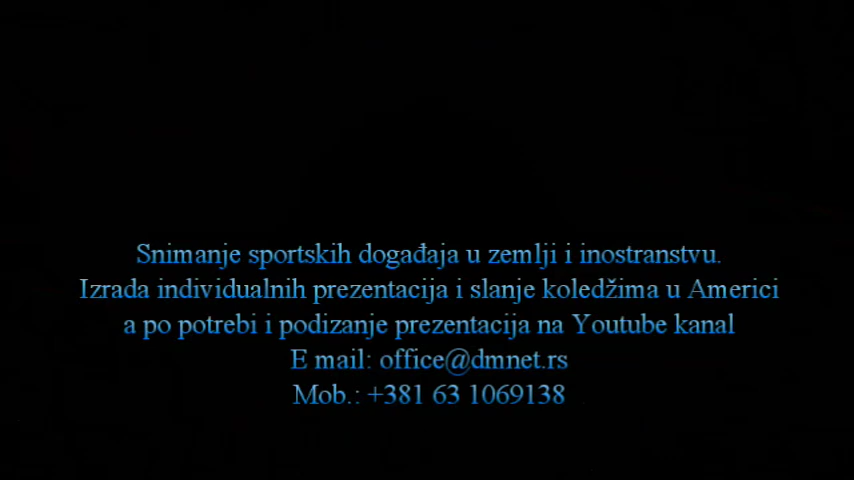 Snimanje sportskih događaja u zemlji i inostranstvu.
Izrada individualnih prezentacija i slanje koledžima u Americi
a po potrebi i podizanje prezentacija na Youtube kanal
E mail: office@dmnet.rs
Mob.: +381 63 1069138